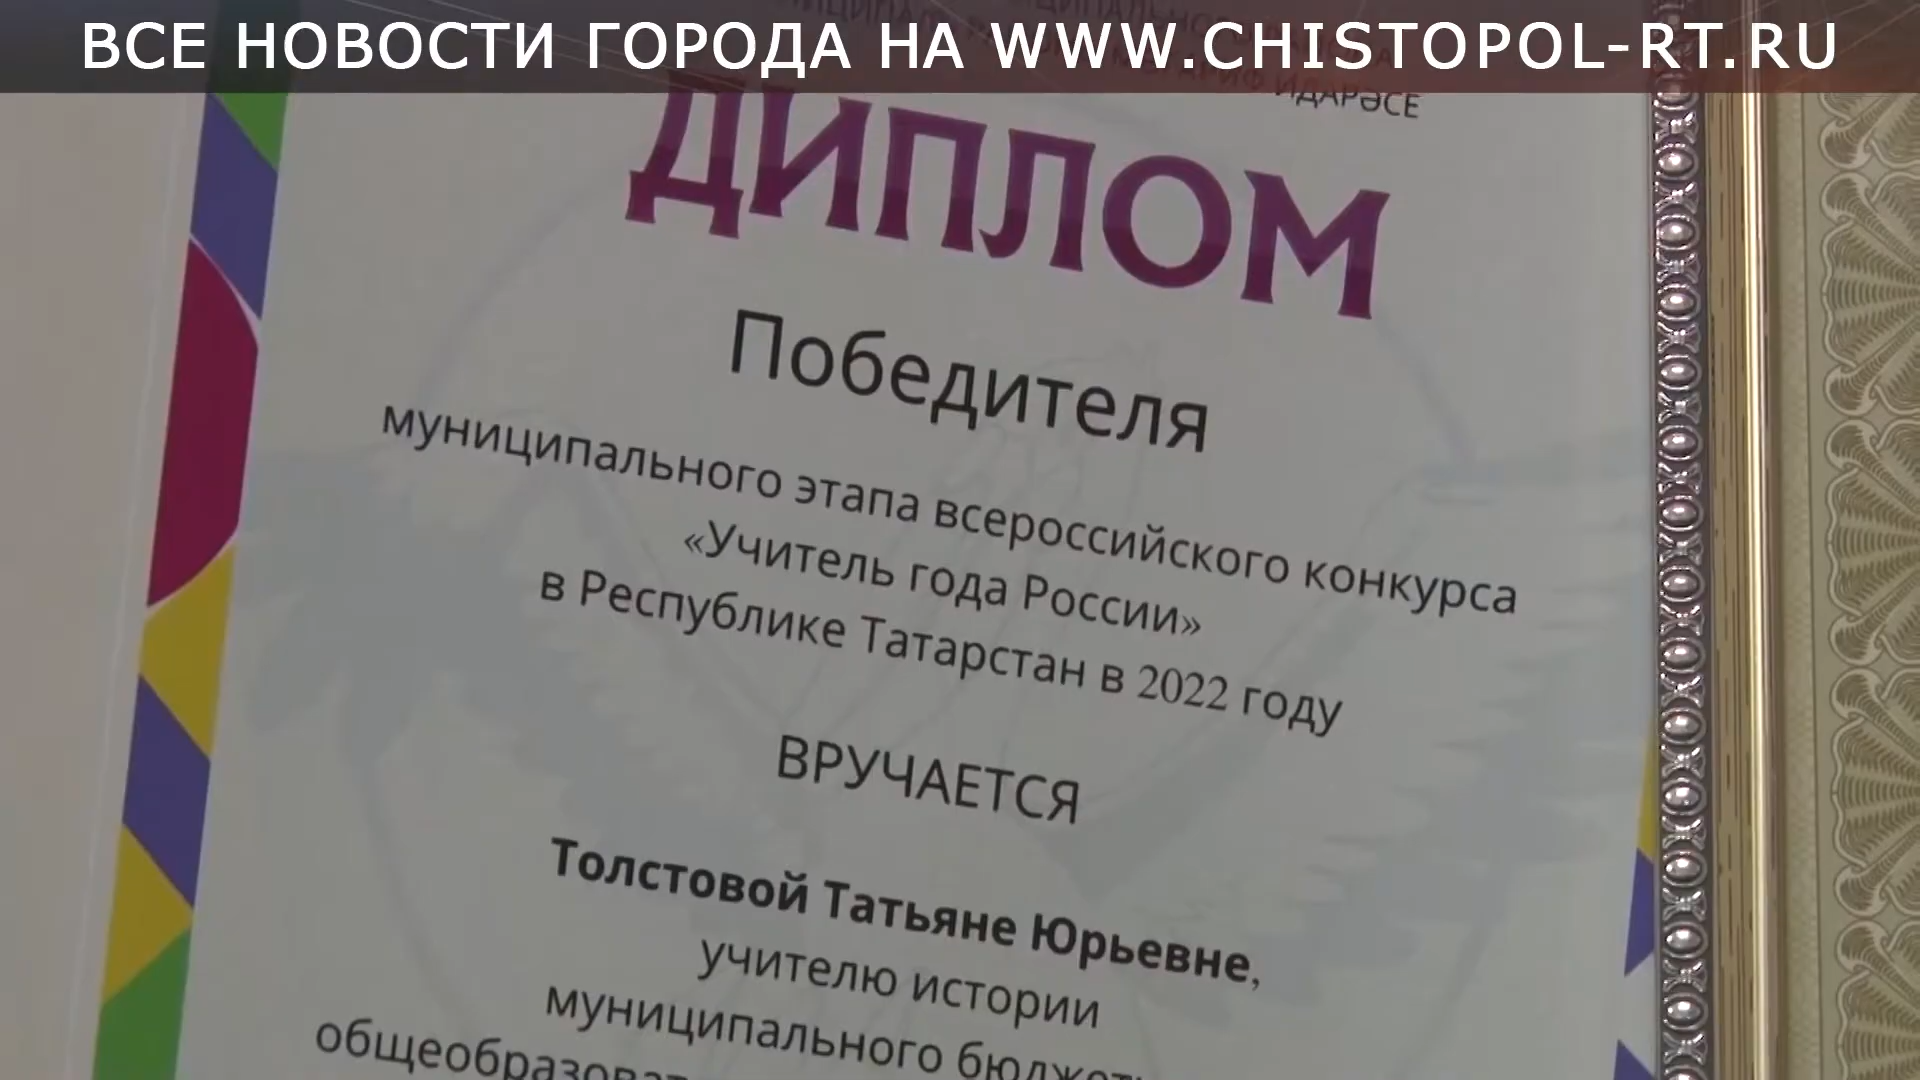 ВСЕ НОВОСТИ ГОРОДА НА WWW.CHISTOPOL-RT.RU
ИДАРӘСЕ
ДИПЛОМ
Победителя
муниципального этапа всероссийского конкурса
«Учитель года России»
в Республике Татарстан в 2022 году
ВРУЧАЕТСЯ
Толстовой Татьяне Юрьевне,
учителю истории
муниципального